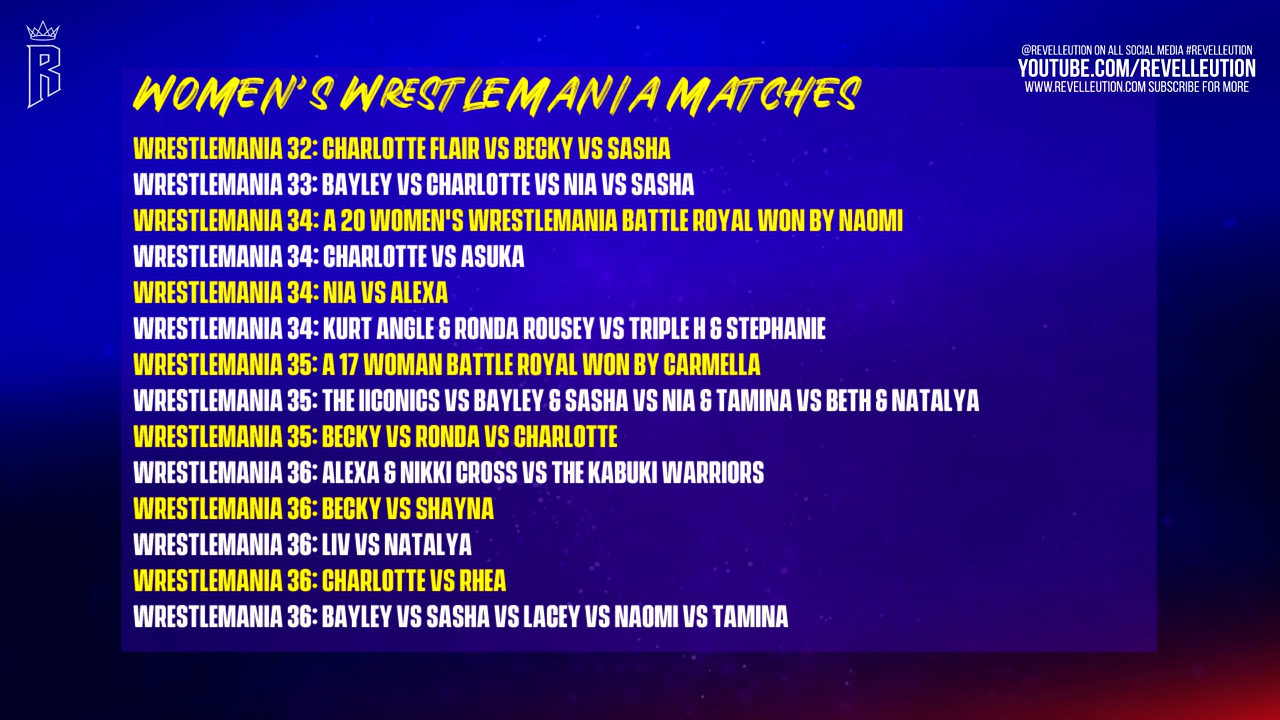 R
@REVELLEUTION ON ALL SOCIAL MEDIA #REVELLEUTION
YOUTUBE.COM/REVELLEUTION
WWW.REVELLEUTION.COM SUBSCRIBE FOR MORE
WOMEN'S WRESTLEMANIA MATCHES
WRESTLEMANIA 32: CHARLOTTE FLAIR VS BECKY VS SASHA
WRESTLEMANIA 33: BAYLEY VS CHARLOTTE VS NIA VS SASHA
WRESTLEMANIA 34: A 20 WOMEN'S WRESTLEMANIA BATTLE ROYAL WON BY NAOMI
WRESTLEMANIA 34: CHARLOTTE VS ASUKA
WRESTLEMANIA 34: NIA VS ALEXA
WRESTLEMANIA 34: KURT ANGLE & RONDA ROUSEY VS TRIPLE H & STEPHANIE
WRESTLEMANIA 35: A 17 WOMAN BATTLE ROYAL WON BY CARMELLA
WRESTLEMANIA 35: THE IICONICS VS BAYLEY & SASHA VS NIA & TAMINA VS BETH & NATALYA
WRESTLEMANIA 35: BECKY VS RONDA VS CHARLOTTE
WRESTLEMANIA 36: ALEXA & NIKKI CROSS VS THE KABUKI WARRIORS
WRESTLEMANIA 36: BECKY VS SHAYNA
WRESTLEMANIA 36: LIV VS NATALYA
WRESTLEMANIA 36: CHARLOTTE VS RHEA
WRESTLEMANIA 36: BAYLEY VS SASHA VS LACEY VS NAOMI VS TAMINA